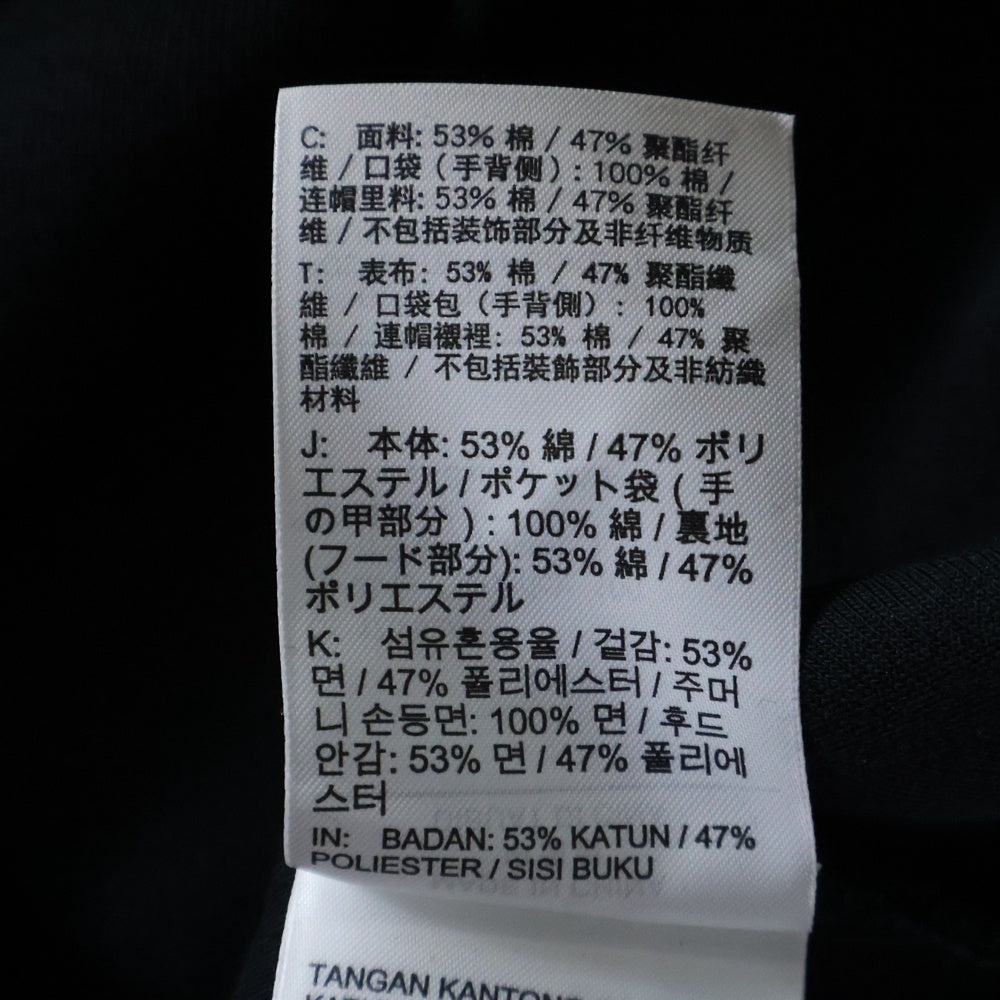 C: 面料: 53% 棉 / 47% 聚酯纤
维 / 口袋 ( 手背侧 ) : 100% 棉 /
连帽里料: 53% 棉 / 47% 聚酯纤
维 / 不包括装饰部分及非纤维物质
T: 表布: 53% 棉 / 47% 聚酯纖
維 / 口袋包 ( 手背側 ) : 100%
棉 / 連帽襯裡: 53% 棉 / 47% 聚
酯纖維 / 不包括裝飾部分及非紡織
材料
J: 本体: 53% 綿 / 47% ポリ
エステル / ポケット袋 ( 手
の甲部分 ) : 100% 綿 / 裏地
(フード部分): 53% 綿 / 47%
ポリエステル
K: 섬유혼용율 / 겉감: 53%
면 / 47% 폴리에스터 / 주머
니 손등면: 100% 면 / 후드
안감: 53% 면 / 47% 폴리에
스터
IN: BADAN: 53% KATUN / 47%
POLIESTER / SISI BUKU
TANGAN